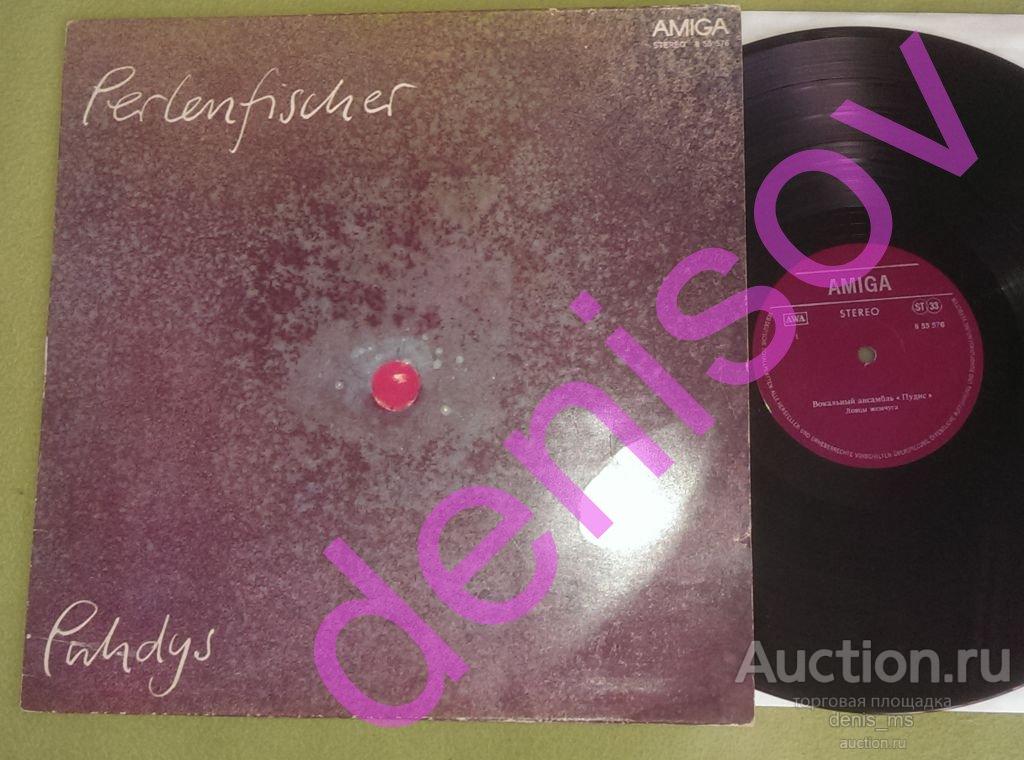 AMIGA
STEREO 8 55 576
Perlenfischer
Puhdys
AMIGA
STEREO
AWA
ST 33
8 55 576
Вокальный ансамбль «Пудис»
Ловцы жемчуга
denisov
Auction.ru
торговая площадка
denis_ms
auction.ru